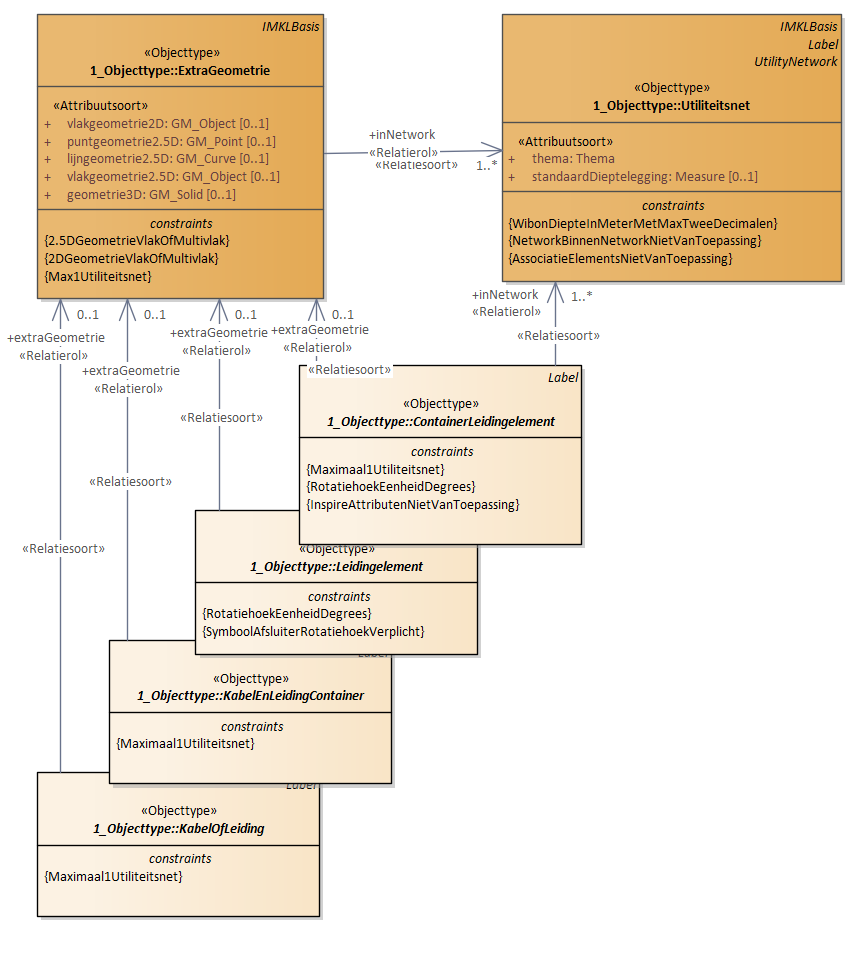 IMKLBasis
«Objecttype»
1_Objecttype::ExtraGeometrie
«Attribuutsoort»
+ vlakgeometrie2D: GM_Object [0..1]
+ puntgeometrie2.5D: GM_Point [0..1]
+ lijngeometrie2.5D: GM_Curve [0..1]
+ vlakgeometrie2.5D: GM_Object [0..1]
+ geometrie3D: GM_Solid [0..1]
constraints
{2.5DGeometrieVlakOfMultivlak}
{2DGeometrieVlakOfMultivlak}
{Max1Utiliteitsnet}
+inNetwork
«Relatierol»
«Relatiesoort»
1..*
IMKLBasis
Label
UtilityNetwork
«Objecttype»
1_Objecttype::Utiliteitsnet
«Attribuutsoort»
+ thema: Thema
+ standaardDieptelegging: Measure [0..1]
constraints
{WibonDiepteInMeterMetMaxTweeDecimalen}
{NetworkBinnenNetworkNietVanToepassing}
{AssociatieElementsNietVanToepassing}
+inNetwork
1..*
«Relatierol»
«Relatiesoort»
0..1
+extraGeometrie
«Relatierol»
«Relatiesoort»
0..1
+extraGeometrie
«Relatierol»
«Relatiesoort»
0..1
+extraGeometrie
«Relatierol»
«Relatiesoort»
0..1
+extraGeometrie
«Relatierol»
«Relatiesoort»
Label
«Objecttype»
1_Objecttype::ContainerLeidingelement
constraints
{Maximaal1Utiliteitsnet}
{RotatiehoekEenheidDegrees}
{InspireAttributenNietVanToepassing}
«Objecttype»
1_Objecttype::Leidingelement
constraints
{RotatiehoekEenheidDegrees}
{SymboolAfsluiterRotatiehoekVerplicht}
Label
«Objecttype»
1_Objecttype::KabelEnLeidingContainer
constraints
{Maximaal1Utiliteitsnet}
Label
«Objecttype»
1_Objecttype::KabelOfLeiding
constraints
{Maximaal1Utiliteitsnet}